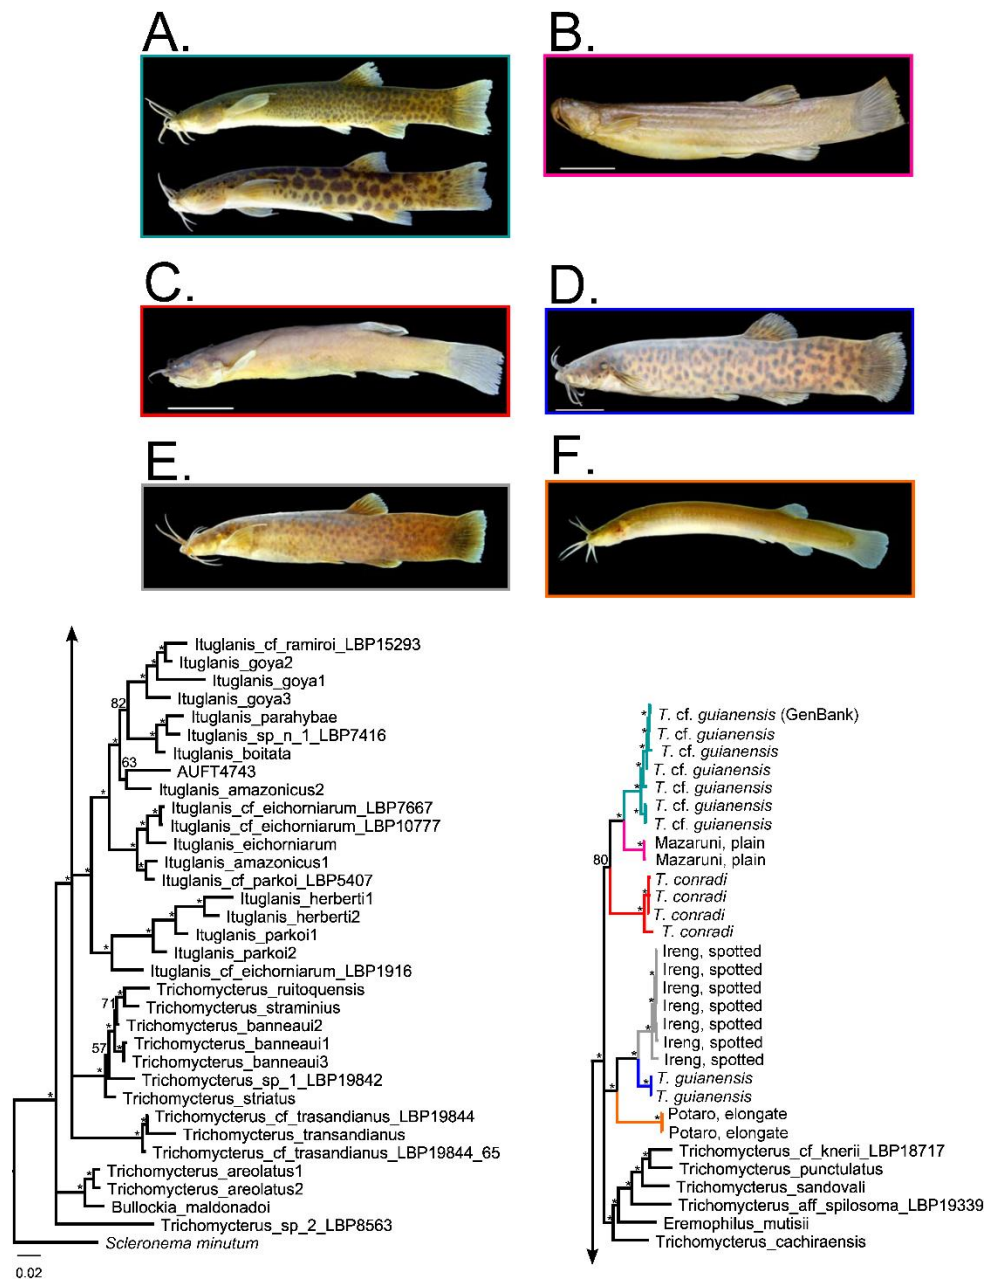 A.
B.
C.
D.
E.
F.
Ituglanis_cf_ramiroi_LBP15293
Ituglanis_goya2
Ituglanis_goya1
Ituglanis_goya3
82
Ituglanis_parahybae
Ituglanis_sp_n_1_LBP7416
Ituglanis_boitata
63
AUFT4743
Ituglanis_amazonicus2
Ituglanis_cf_eichorniarum_LBP7667
Ituglanis_cf_eichorniarum_LBP10777
Ituglanis_eichorniarum
Ituglanis_amazonicus1
Ituglanis_cf_parkoi_LBP5407
Ituglanis_herberti1
Ituglanis_herberti2
Ituglanis_parkoi1
Ituglanis_parkoi2
Ituglanis_cf_eichorniarum_LBP1916
Trichomycterus_ruitoquensis
71
Trichomycterus_straminius
Trichomycterus_banneaui2
Trichomycterus_banneaui1
57
Trichomycterus_banneaui3
Trichomycterus_sp_1_LBP19842
Trichomycterus_striatus
Trichomycterus_cf_trasandianus_LBP19844
Trichomycterus_transandianus
Trichomycterus_cf_trasandianus_LBP19844_65
Trichomycterus_areolatus1
Trichomycterus_areolatus2
Bullockia_maldonadoi
Trichomycterus_sp_2_LBP8563
Scleronema minutum
0.02
T. cf. guianensis (GenBank)
T. cf. guianensis
T. cf. guianensis
T. cf. guianensis
T. cf. guianensis
T. cf. guianensis
T. cf. guianensis
Mazaruni, plain
Mazaruni, plain
80
T. conradi
T. conradi
T. conradi
T. conradi
Ireng, spotted
Ireng, spotted
Ireng, spotted
Ireng, spotted
Ireng, spotted
Ireng, spotted
Ireng, spotted
T. guianensis
T. guianensis
Potaro, elongate
Potaro, elongate
Trichomycterus_cf_knerii_LBP18717
Trichomycterus_punctulatus
Trichomycterus_sandovali
Trichomycterus_aff_spilosoma_LBP19339
Eremophilus_mutisii
Trichomycterus_cachiraensis